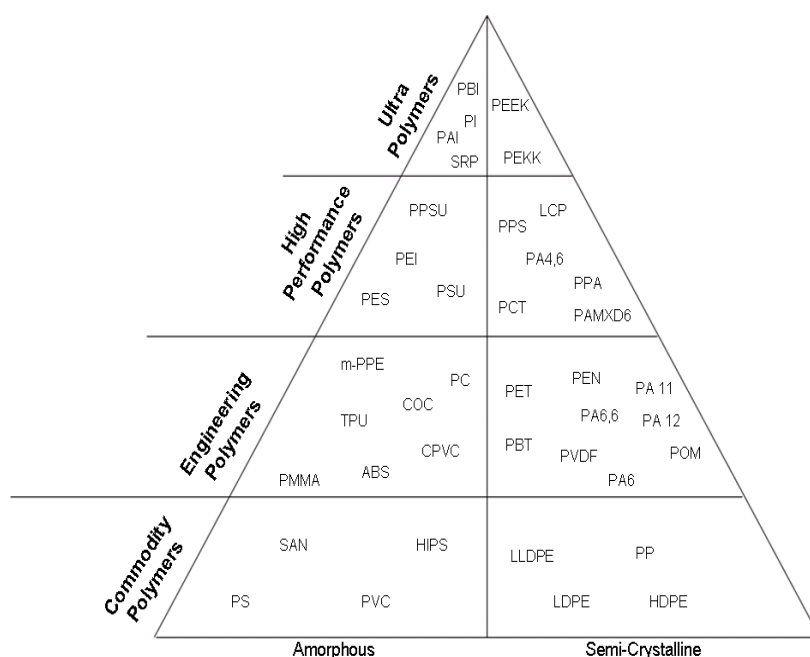 Ultra
Polymers
PBI
PEEK
PI
PAI
SRP
PEKK
High
Performance
Polymers
PPSU
LCP
PPS
PEI
PA4,6
PPA
PSU
PES
PCT
PAMXD6
Engineering
Polymers
m-PPE
PC
PEN
PET
PA 11
COC
PA6,6
TPU
PA 12
PBT
CPVC
PVDF
POM
ABS
PMMA
PA6
Commodity
Polymers
SAN
HIPS
LLDPE
PP
PS
PVC
LDPE
HDPE
Amorphous
Semi-Crystalline